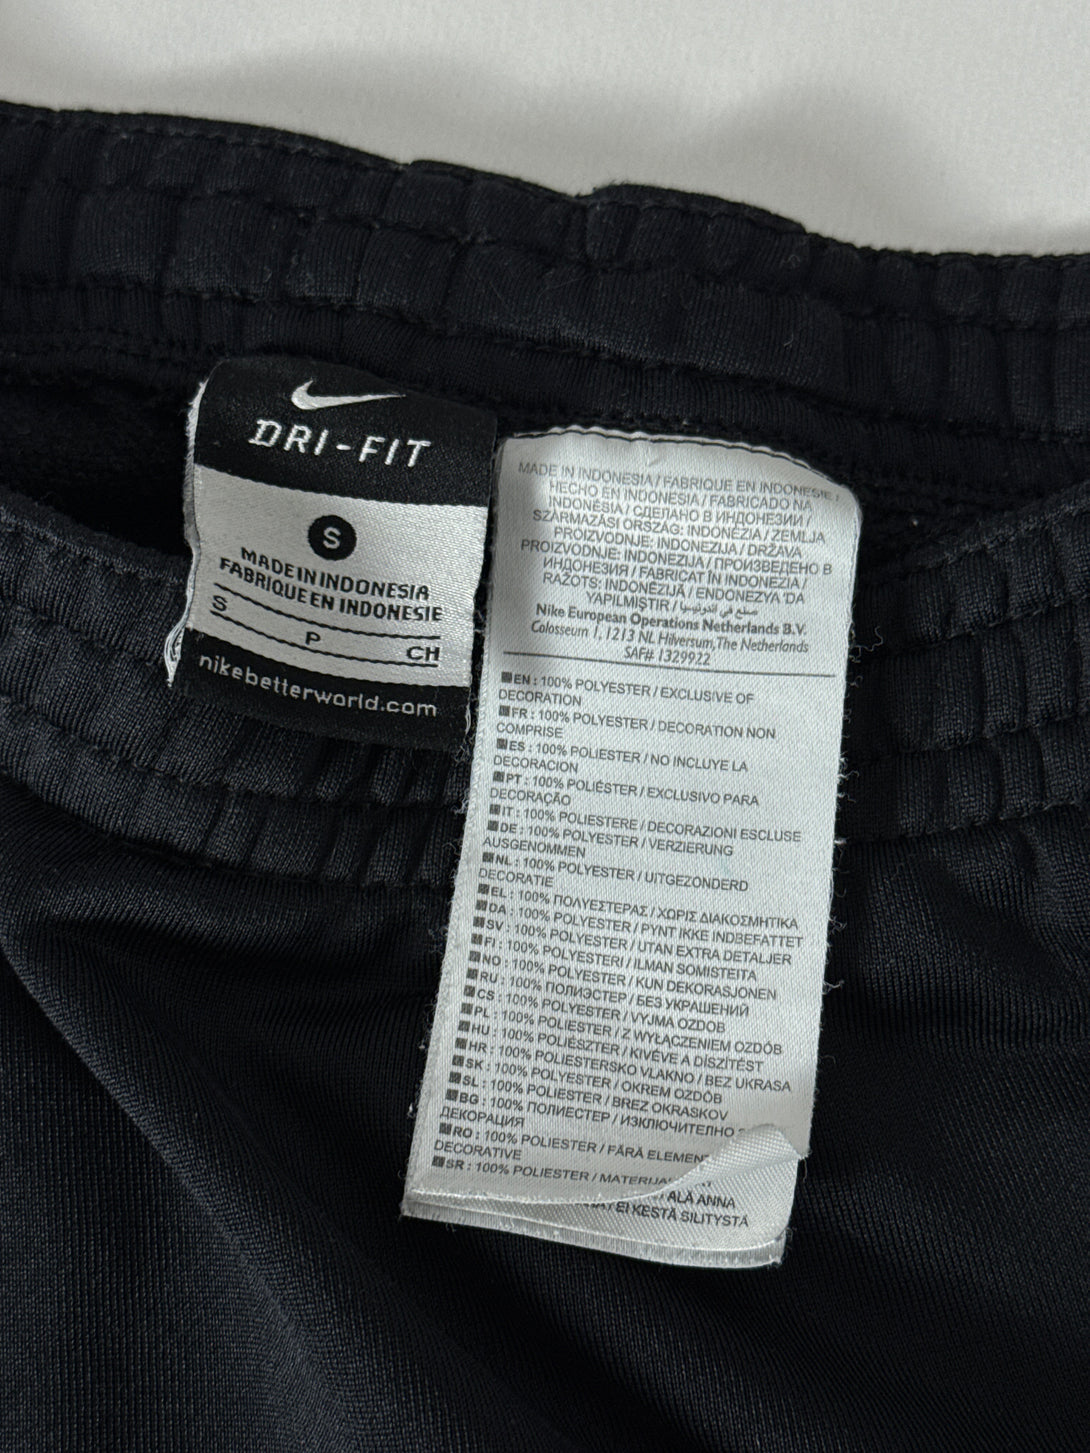 DRI-FIT
S
MADE IN INDONESIA
FABRIQUE EN INDONESIE
S
P
CH
nikebetterworld.com
MADE IN INDONESIA / FABRIQUE EN INDONESIE :
HECHO EN INDONESIA / FABRICADO NA
INDONÉSIA / СДЕЛАНО В ИНДОНЕЗИИ /
SZÁRMAZÁSI ORSZÁG: INDONÉZIA / ZEMLJA
PROIZVODNJE: INDONEZIJA / DRŽAVA
PROIZVODNJE: INDONEZIJA / ПРОИЗВЕДЕНО В
ИНДОНЕЗИЯ / FABRICAT ÎN INDONEZIA /
RAŽOTS: INDONĒZIJĀ / ENDONEZYA 'DA
YAPILMIŞTIR / صنع في اندونيسيا
Nike European Operations Netherlands B.V.
Colosseum 1, 1213 NL Hilversum, The Netherlands
SAF# 1329922
EN : 100% POLYESTER / EXCLUSIVE OF
DECORATION
FR : 100% POLYESTER / DECORATION NON
COMPRISE
ES : 100% POLIESTER / NO INCLUYE LA
DECORACION
PT : 100% POLIÉSTER / EXCLUSIVO PARA
DECORAÇÃO
IT : 100% POLIESTERE / DECORAZIONI ESCLUSE
DE : 100% POLYESTER / VERZIERUNG
AUSGENOMMEN
NL : 100% POLYESTER / UITGEZONDERD
DECORATIE
EL : 100% ΠΟΛΥΕΣΤΕΡΑΣ / ΧΩΡΙΣ ΔΙΑΚΟΣΜΗΤΙΚΑ
DA : 100% POLYESTER / PYNT IKKE INDBEFATTET
SV : 100% POLYESTER / UTAN EXTRA DETALJER
FI : 100% POLYESTERI / ILMAN SOMISTEITA
NO : 100% POLYESTER / KUN DEKORASJONEN
RU : 100% ПОЛИЭСТЕР / БЕЗ УКРАШЕНИЙ
CS : 100% POLYESTER / VYJMA OZDOB
PL : 100% POLIESTER / Z WYŁĄCZENIEM OZDÓB
HU : 100% POLIÉSZTER / KIVÉVE A DÍSZÍTÉST
HR : 100% POLIESTERSKO VLAKNO / BEZ UKRASA
SK : 100% POLYESTER / OKREM OZDÔB
SL : 100% POLIESTER / BREZ OKRASKOV
BG : 100% ПОЛИЕСТЕР / ИЗКЛЮЧИТЕЛНО
ДЕКОРАЦИЯ
RO : 100% POLIESTER / FĂRĂ ELEMEN
DECORATIVE
SR : 100% POLIESTER / MATERIJA
/ ÄLÄ ANNA
/ EI KESTÄ SILITYSTÄ